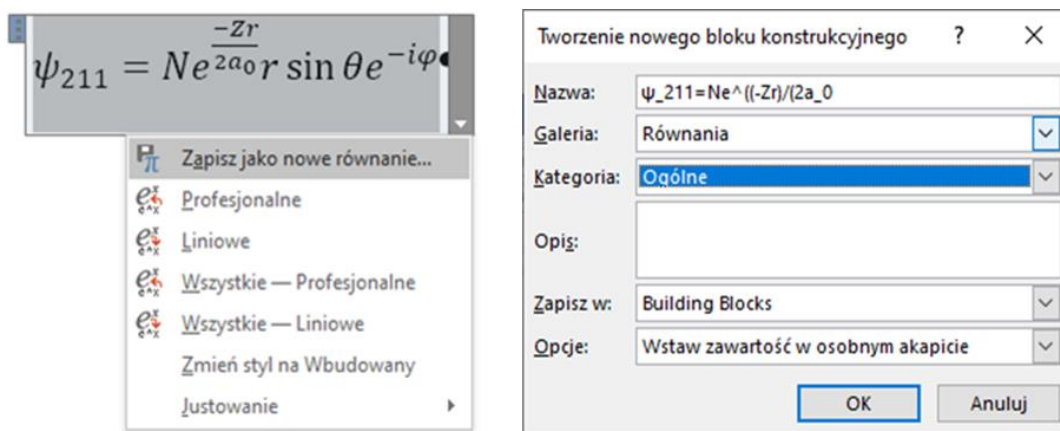 ψ₂₁₁ = Ne^(-Zr/2a₀) r sin θe^(-iφ)
Zapisz jako nowe równanie...
Profesjonalne
Liniowe
Wszystkie — Profesjonalne
Wszystkie — Liniowe
Zmień styl na Wbudowany
Justowanie
Tworzenie nowego bloku konstrukcyjnego ? ×
Nazwa: ψ_211=Ne^((-Zr)/(2a_0
Galeria: Równania
Kategoria: Ogólne
Opis:
Zapisz w: Building Blocks
Opcje: Wstaw zawartość w osobnym akapicie
OK Anuluj